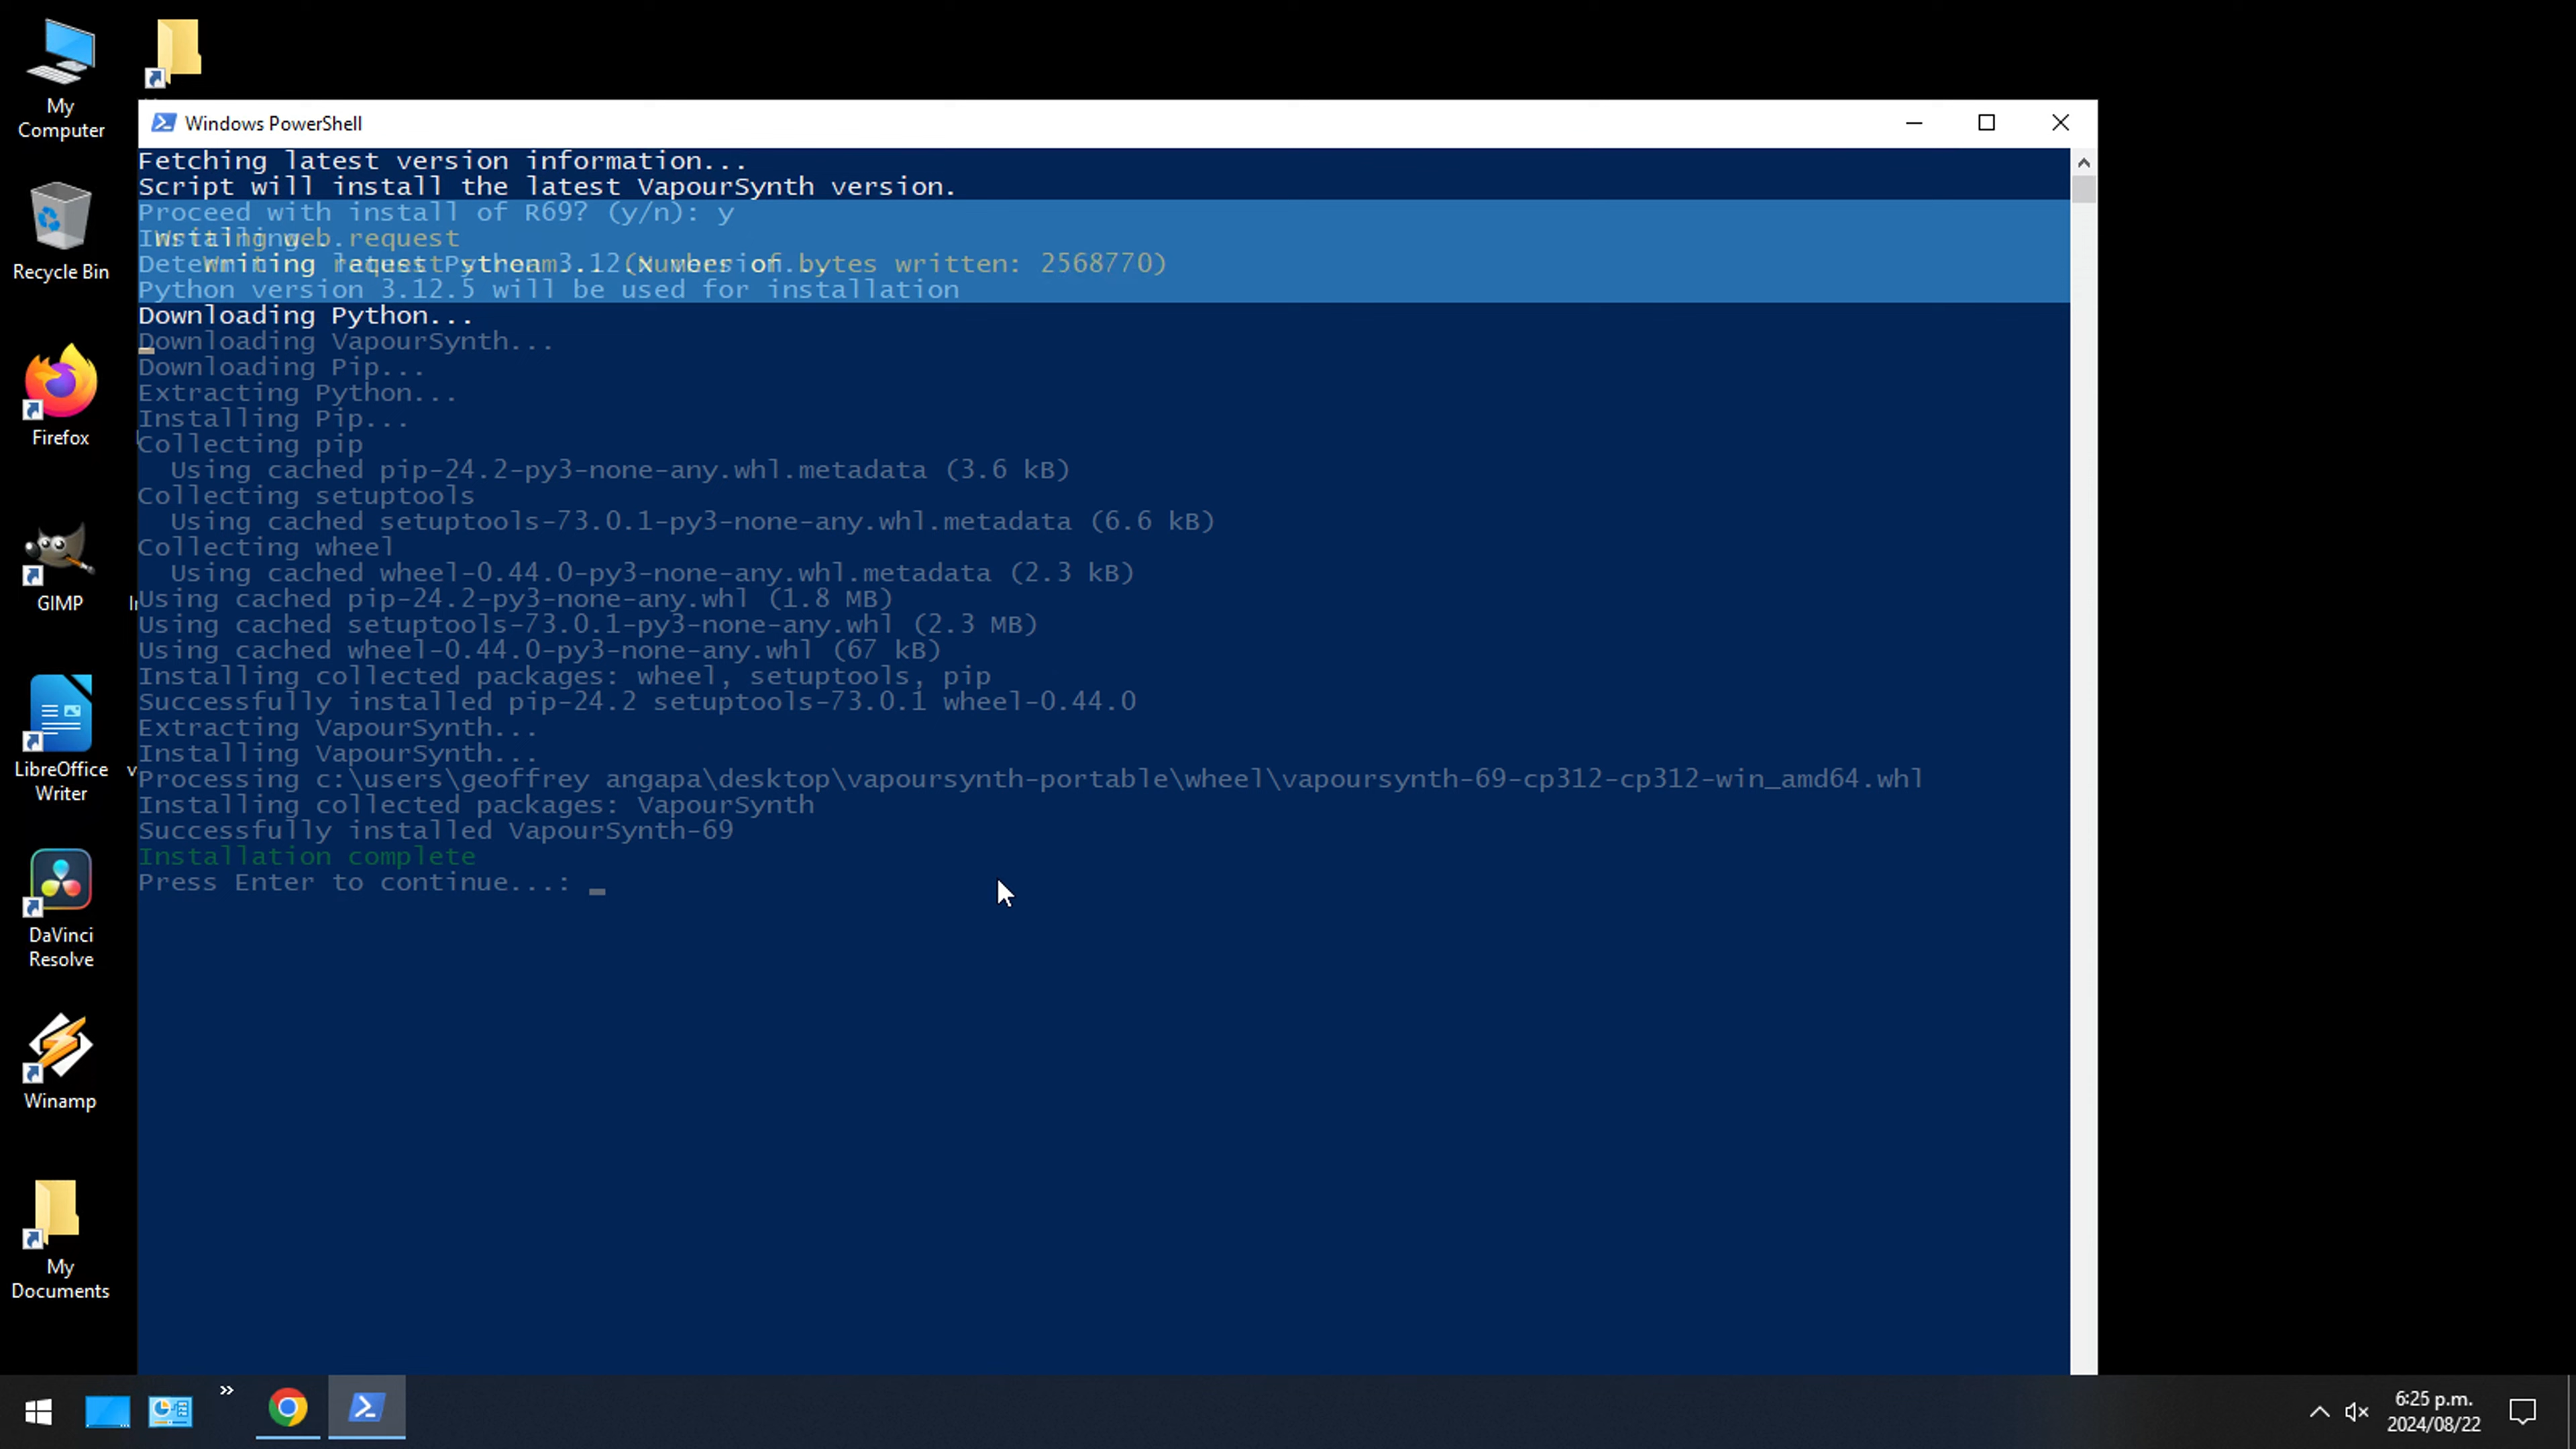 My
Computer
Recycle Bin
Firefox
GIMP
LibreOffice
Writer
DaVinci
Resolve
Winamp
My
Documents
Windows PowerShell
Fetching latest version information...
Script will install the latest VapourSynth version.
Proceed with install of R69? (y/n): y
Writing web request
Writing request stream... (Number of bytes written: 2568770)
Python version 3.12.5 will be used for installation
Downloading Python...
Downloading VapourSynth...
Downloading Pip...
Extracting Python...
Installing Pip...
Collecting pip
Using cached pip-24.2-py3-none-any.whl.metadata (3.6 kB)
Collecting setuptools
Using cached setuptools-73.0.1-py3-none-any.whl.metadata (6.6 kB)
Collecting wheel
Using cached wheel-0.44.0-py3-none-any.whl.metadata (2.3 kB)
Using cached pip-24.2-py3-none-any.whl (1.8 MB)
Using cached setuptools-73.0.1-py3-none-any.whl (2.3 MB)
Using cached wheel-0.44.0-py3-none-any.whl (67 kB)
Installing collected packages: wheel, setuptools, pip
Successfully installed pip-24.2 setuptools-73.0.1 wheel-0.44.0
Extracting VapourSynth...
Installing VapourSynth...
Processing c:\users\geoffrey angapa\desktop\vapoursynth-portable\wheel\vapoursynth-69-cp312-cp312-win_amd64.whl
Installing collected packages: VapourSynth
Successfully installed VapourSynth-69
Installation complete
Press Enter to continue...: _
6:25 p.m.
2024/08/22